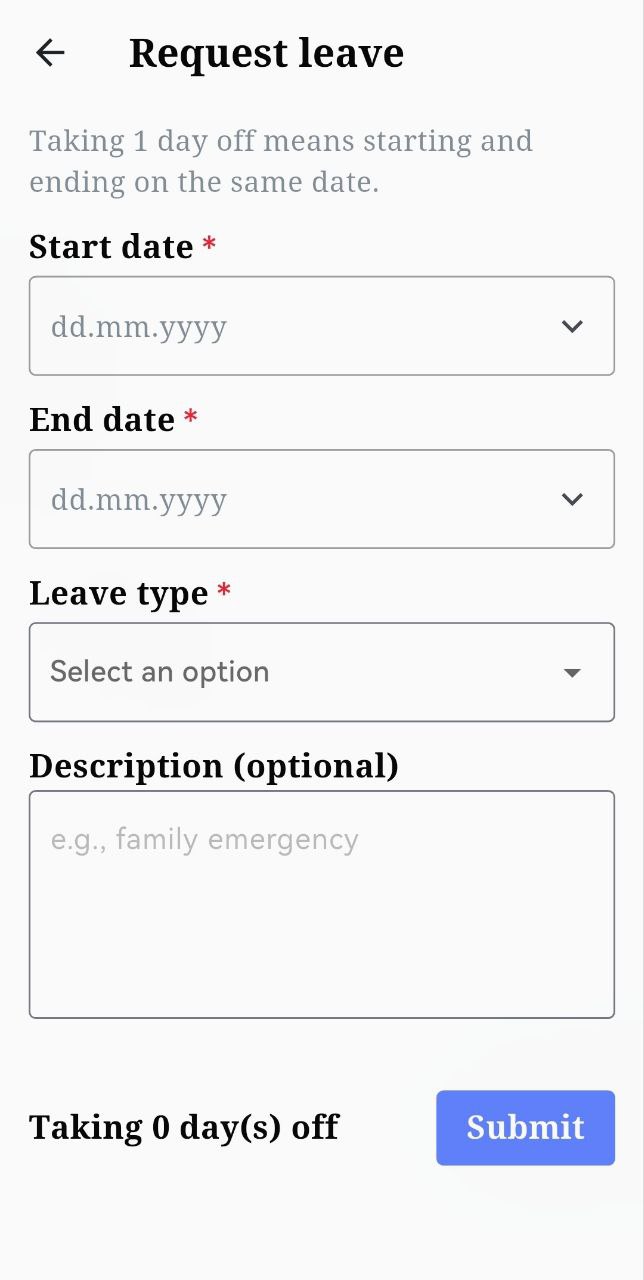 Request leave
Taking 1 day off means starting and
ending on the same date.
Start date *
dd.mm.yyyy
End date *
dd.mm.yyyy
Leave type *
Select an option
Description (optional)
e.g., family emergency
Taking 0 day(s) off
Submit